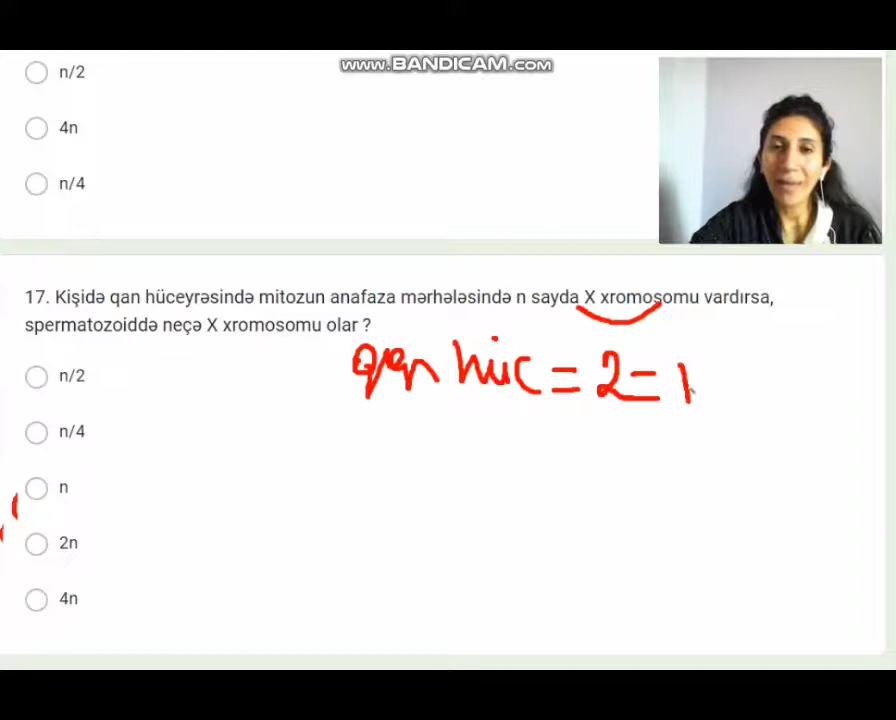 www.BANDICAM.com
n/2
4n
n/4
17. Kişidə qan hüceyrəsində mitozun anafaza mərhələsində n sayda X xromosomu vardırsa,
spermatozoiddə neçə X xromosomu olar ?
qan hüc = 2 =
n/2
n/4
n
2n
4n